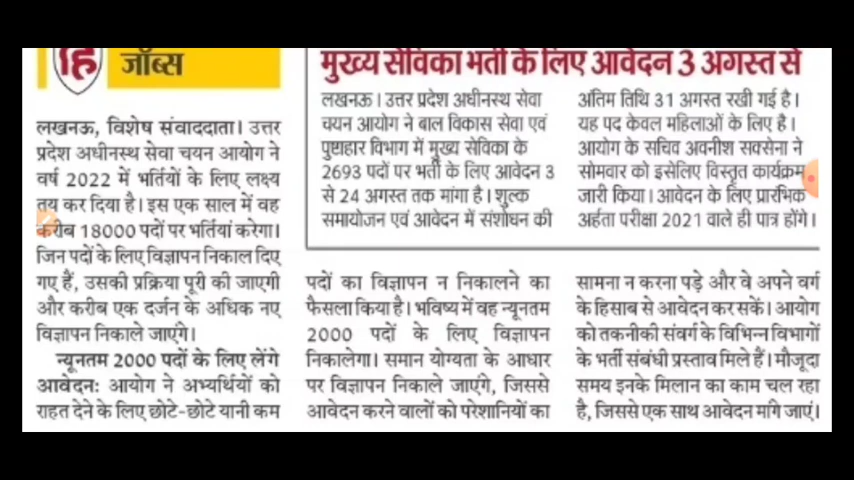 हि
जॉब्स
लखनऊ, विशेष संवाददाता। उत्तर
प्रदेश अधीनस्थ सेवा चयन आयोग ने
वर्ष 2022 में भर्तियों के लिए लक्ष्य
तय कर दिया है। इस एक साल में वह
करीब 18000 पदों पर भर्तियां करेगा।
जिन पदों के लिए विज्ञापन निकाल दिए
गए हैं, उसकी प्रक्रिया पूरी की जाएगी
और करीब एक दर्जन के अधिक नए
विज्ञापन निकाले जाएंगे।
न्यूनतम 2000 पदों के लिए लेंगे
आवेदन: आयोग ने अभ्यर्थियों को
राहत देने के लिए छोटे-छोटे यानी कम
मुख्य सेविका भर्ती के लिए आवेदन 3 अगस्त से
लखनऊ। उत्तर प्रदेश अधीनस्थ सेवा
चयन आयोग ने बाल विकास सेवा एवं
पुष्टाहार विभाग में मुख्य सेविका के
2693 पदों पर भर्ती के लिए आवेदन 3
से 24 अगस्त तक मांगा है। शुल्क
समायोजन एवं आवेदन में संशोधन की
अंतिम तिथि 31 अगस्त रखी गई है।
यह पद केवल महिलाओं के लिए है।
आयोग के सचिव अवनीश सक्सेना ने
सोमवार को इसेलिए विस्तृत कार्यक्रम
जारी किया। आवेदन के लिए प्रारंभिक
अर्हता परीक्षा 2021 वाले ही पात्र होंगे।
पदों का विज्ञापन न निकालने का
फैसला किया है। भविष्य में वह न्यूनतम
2000 पदों के लिए विज्ञापन
निकालेगा। समान योग्यता के आधार
पर विज्ञापन निकाले जाएंगे, जिससे
आवेदन करने वालों को परेशानियों का
सामना न करना पड़े और वे अपने वर्ग
के हिसाब से आवेदन कर सकें। आयोग
को तकनीकी संवर्ग के विभिन्न विभागों
के भर्ती संबंधी प्रस्ताव मिले हैं। मौजूदा
समय इनके मिलान का काम चल रहा
है, जिससे एक साथ आवेदन मांगे जाएं।